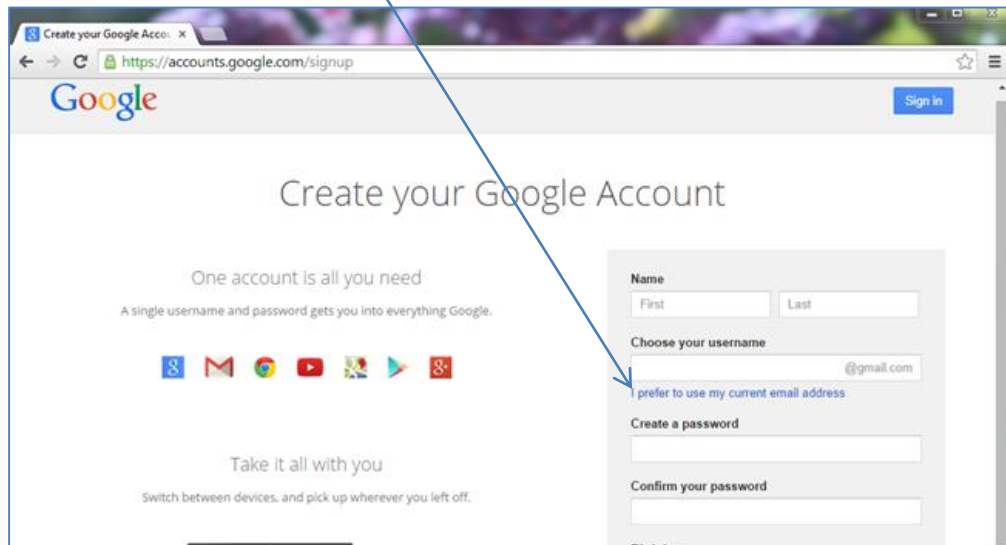 Create your Google Accou
https://accounts.google.com/signup
Google
Sign in
Create your Google Account
One account is all you need
A single username and password gets you into everything Google.
Take it all with you
Switch between devices, and pick up wherever you left off.
Name
First Last
Choose your username
@gmail.com
I prefer to use my current email address
Create a password
Confirm your password